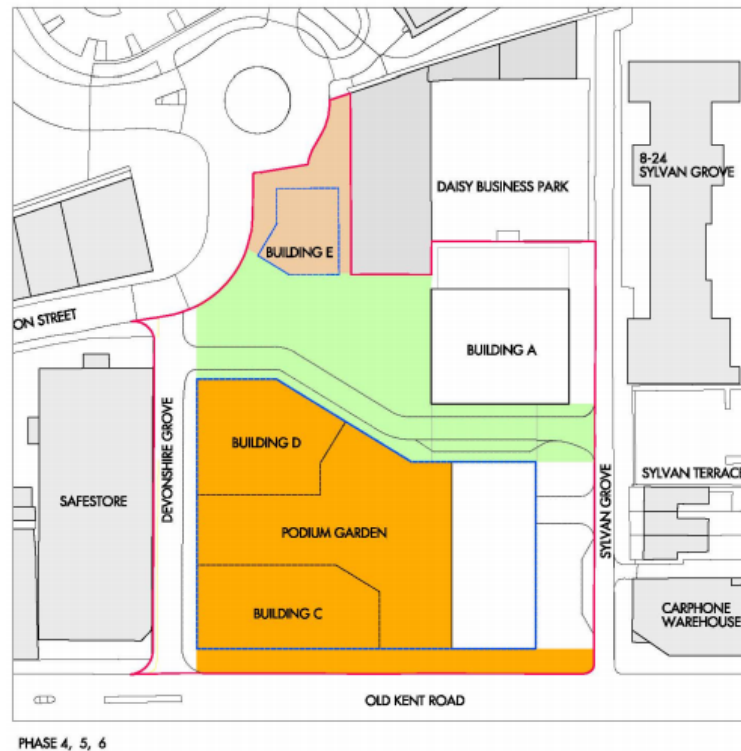 8-24
SYLVAN GROVE
DAISY BUSINESS PARK
BUILDING E
ON STREET
BUILDING A
BUILDING D
DEVONSHIRE GROVE
SAFESTORE
SYLVAN GROVE
SYLVAN TERRACE
PODIUM GARDEN
BUILDING C
CARPHONE
WAREHOUSE
OLD KENT ROAD
PHASE 4, 5, 6